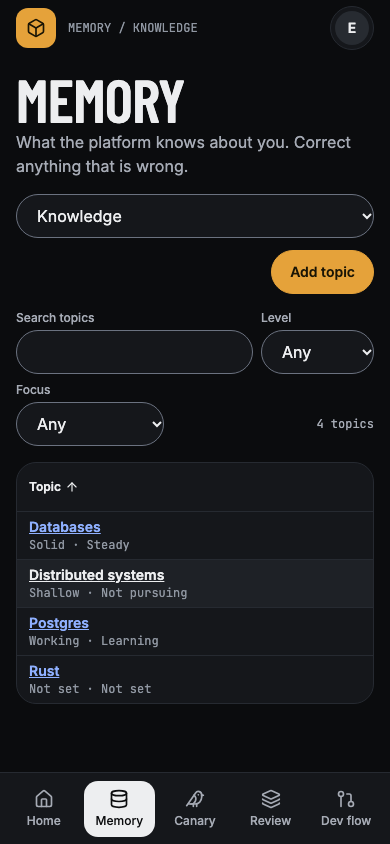 MEMORY / KNOWLEDGE
E
MEMORY
What the platform knows about you. Correct
anything that is wrong.
Knowledge
Add topic
Search topics
Level
Any
Focus
Any
4 topics
Topic ↑
Databases
Solid · Steady
Distributed systems
Shallow · Not pursuing
Postgres
Working · Learning
Rust
Not set · Not set
Home
Memory
Canary
Review
Dev flow